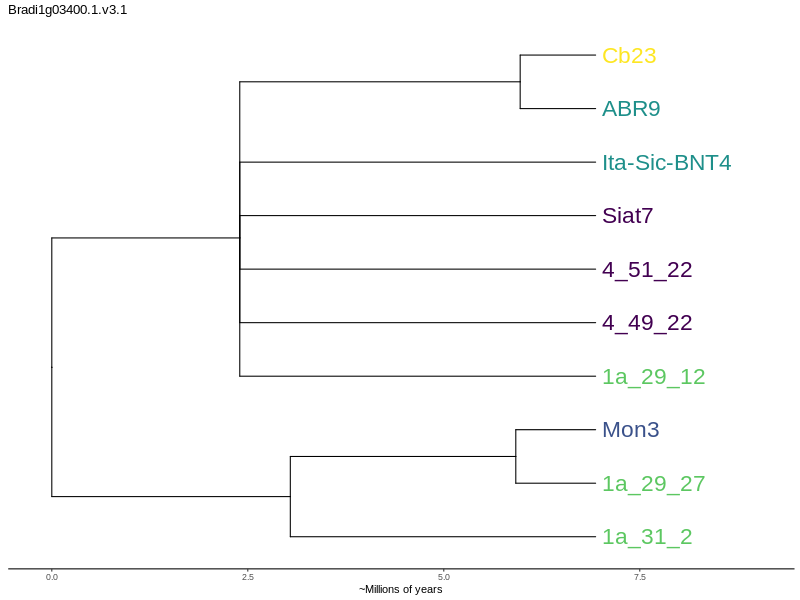 Bradi1g03400.1.v3.1
Cb23
ABR9
Ita-Sic-BNT4
Siat7
4_51_22
4_49_22
1a_29_12
Mon3
1a_29_27
1a_31_2
0.0 2.5 5.0 7.5
~Millions of years